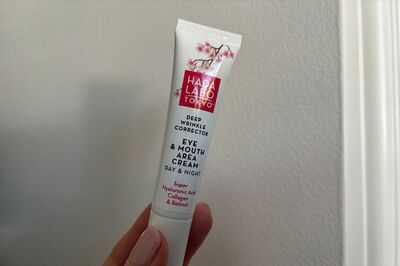 HADA
LABO
TOKYO
DEEP
WRINKLE
CORRECTOR
EYE
& MOUTH
AREA
CREAM
DAY & NIGHT
Super
Hyaluronic Acid
Collagen
& Retinol